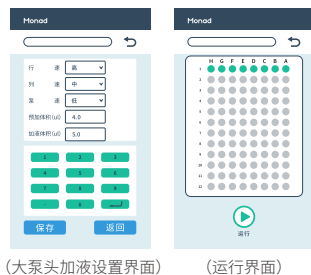 Monad
行 速 高
列 速 中
泵 速 低
预加体积(ul) 4.0
加液体积(ul) 5.0
1 2 3
4 5 6
7 8 9
. 0
保存 返回
(大泵头加液设置界面)
Monad
H G F E D C B A
1
2
3
4
5
6
7
8
9
10
11
12
运行
(运行界面)